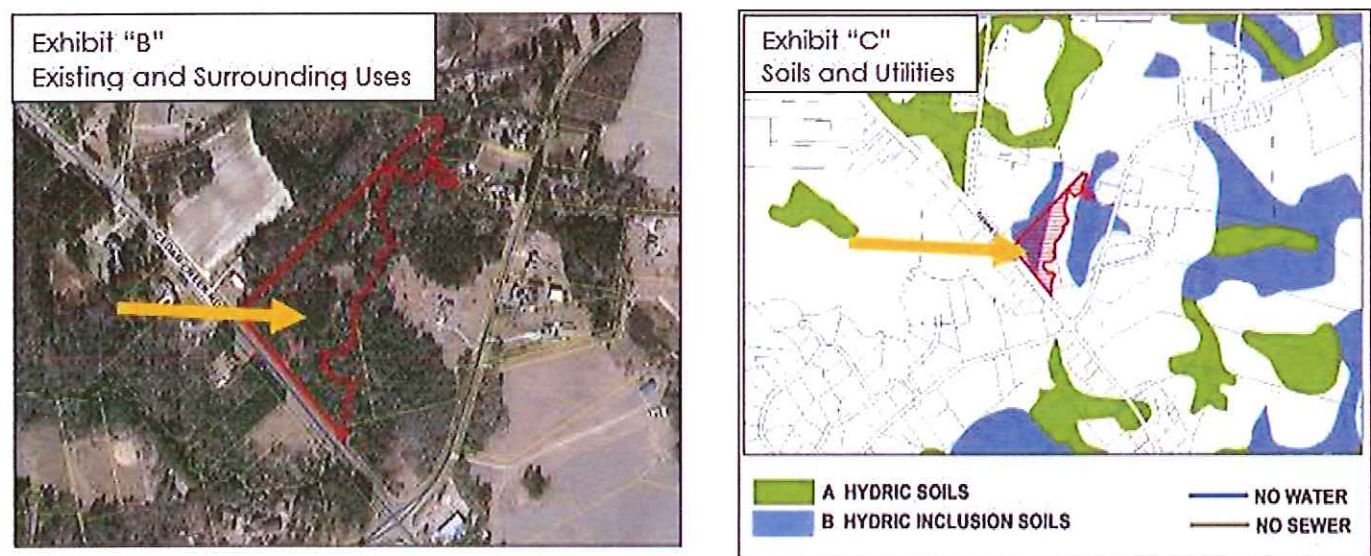 Exhibit "B"
Existing and Surrounding Uses
Exhibit "C"
Soils and Utilities
A HYDRIC SOILS
B HYDRIC INCLUSION SOILS
NO WATER
NO SEWER